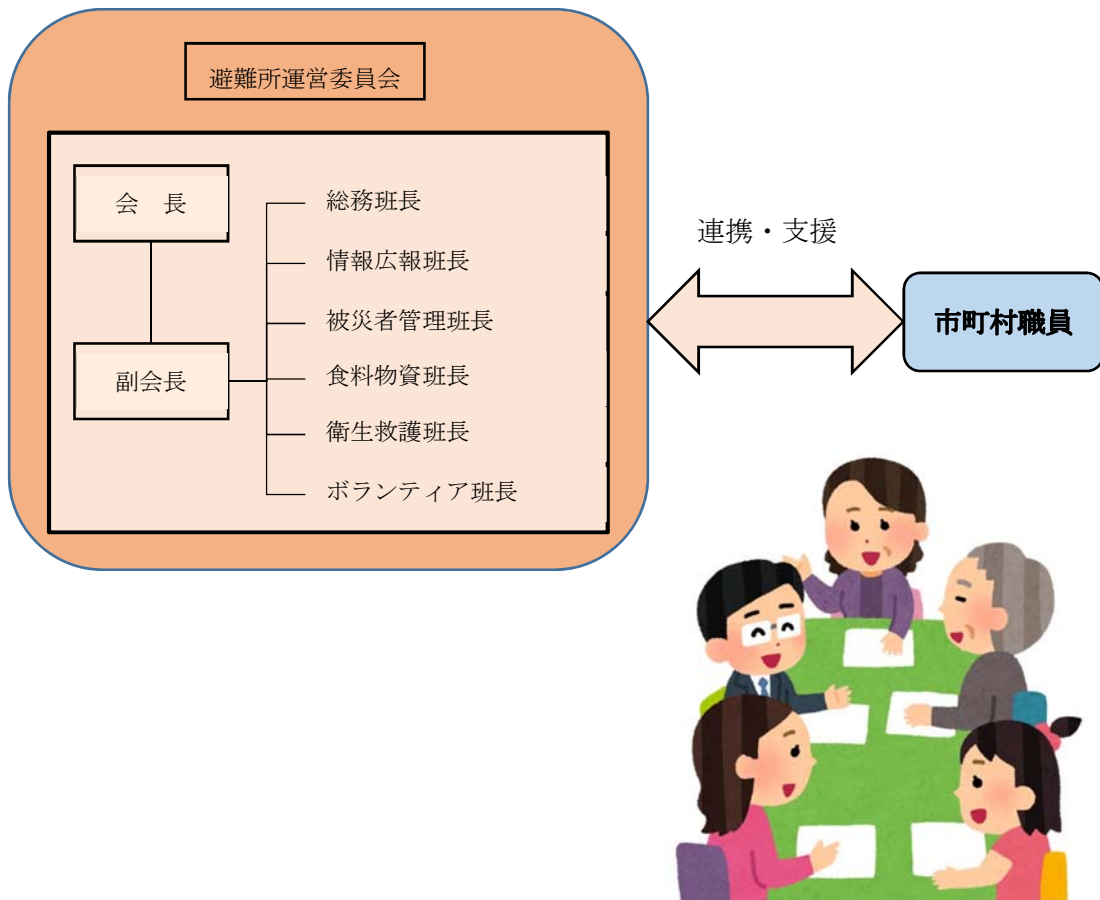 避難所運営委員会
会　長
副会長
総務班長
情報広報班長
被災者管理班長
食料物資班長
衛生救護班長
ボランティア班長
連携・支援
市町村職員